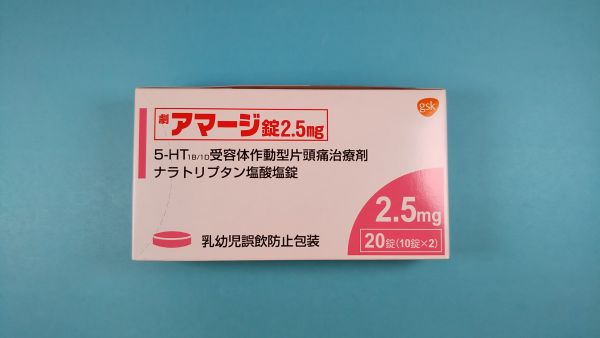 劇 アマージ錠2.5mg
gsk
5-HT1B/1D受容体作動型片頭痛治療剤
ナラトリプタン塩酸塩錠
2.5mg
乳幼児誤飲防止包装
20錠(10錠×2)